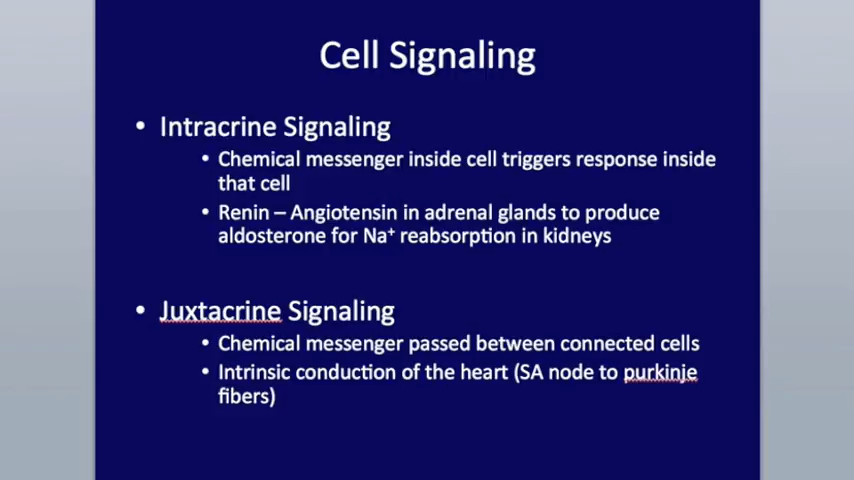 Cell Signaling
• Intracrine Signaling
• Chemical messenger inside cell triggers response inside
that cell
• Renin – Angiotensin in adrenal glands to produce
aldosterone for Na⁺ reabsorption in kidneys
• Juxtacrine Signaling
• Chemical messenger passed between connected cells
• Intrinsic conduction of the heart (SA node to purkinje
fibers)